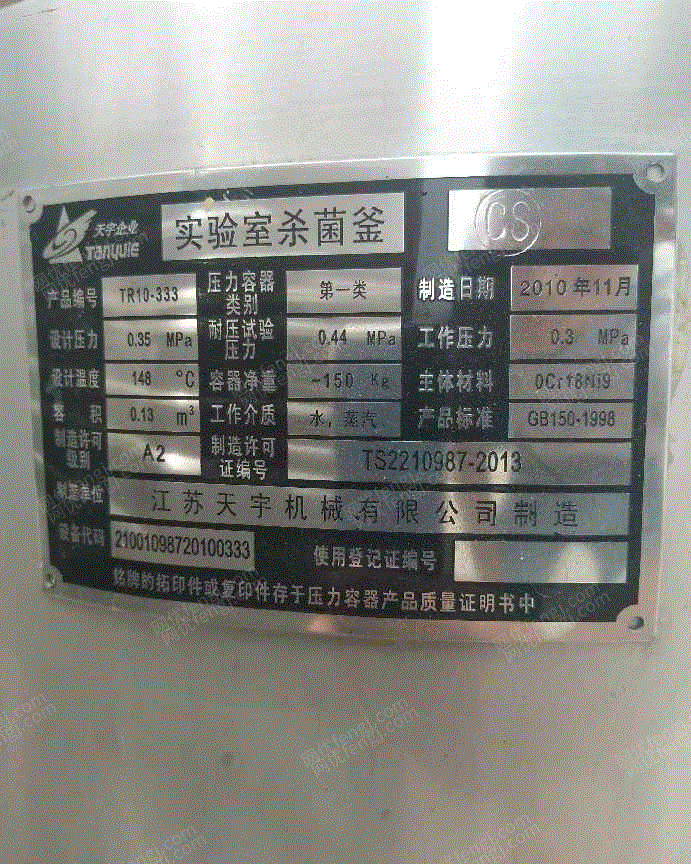 天宇企业
TANYUIE
实验室杀菌釜
CS
产品编号 TR10-333 压力容器类别 第一类 制造日期 2010年11月
设计压力 0.35 MPa 耐压试验压力 0.44 MPa 工作压力 0.3 MPa
设计温度 148 ℃ 容器净重 ~150 Kg 主体材料 0Cr18Ni9
容积 0.13 m³ 工作介质 水,蒸汽 产品标准 GB150-1998
制造许可级别 A2 制造许可证编号 TS2210987-2013
制造单位 江苏天宇机械有限公司制造
设备代码 21001098720100333 使用登记证编号
铭牌的拓印件或复印件存于压力容器产品质量证明书中